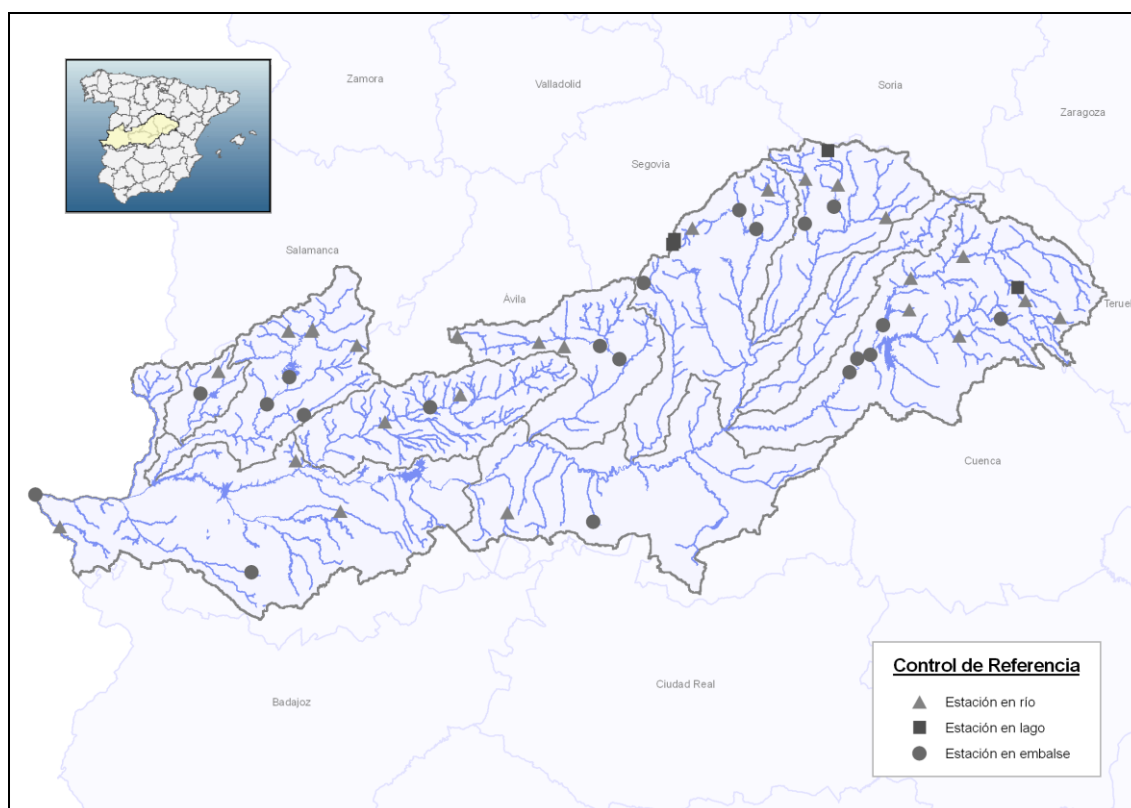 Zamora
Valladolid
Soria
Zaragoza
Segovia
Salamanca
Ávila
Teruel
Cuenca
Badajoz
Ciudad Real
Control de Referencia
Estación en río
Estación en lago
Estación en embalse